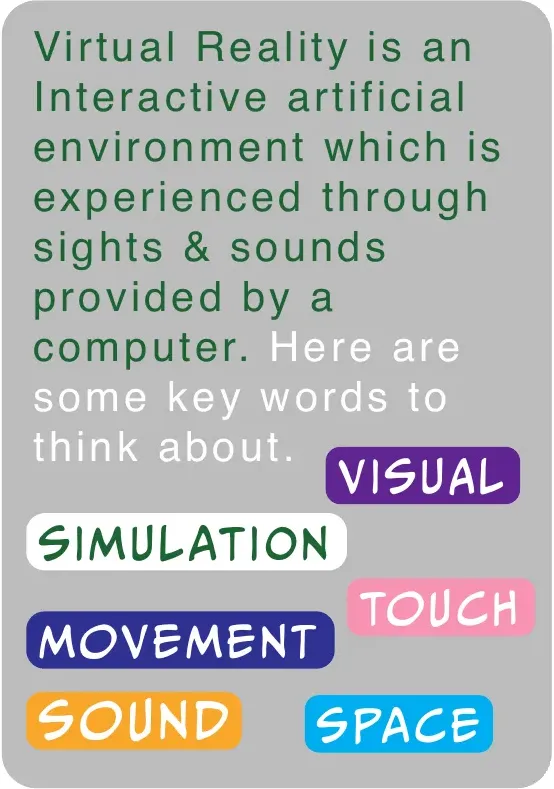 Virtual Reality is an
Interactive artificial
environment which is
experienced through
sights & sounds
provided by a
computer. Here are
some key words to
think about.
VISUAL
SIMULATION
TOUCH
MOVEMENT
SOUND
SPACE